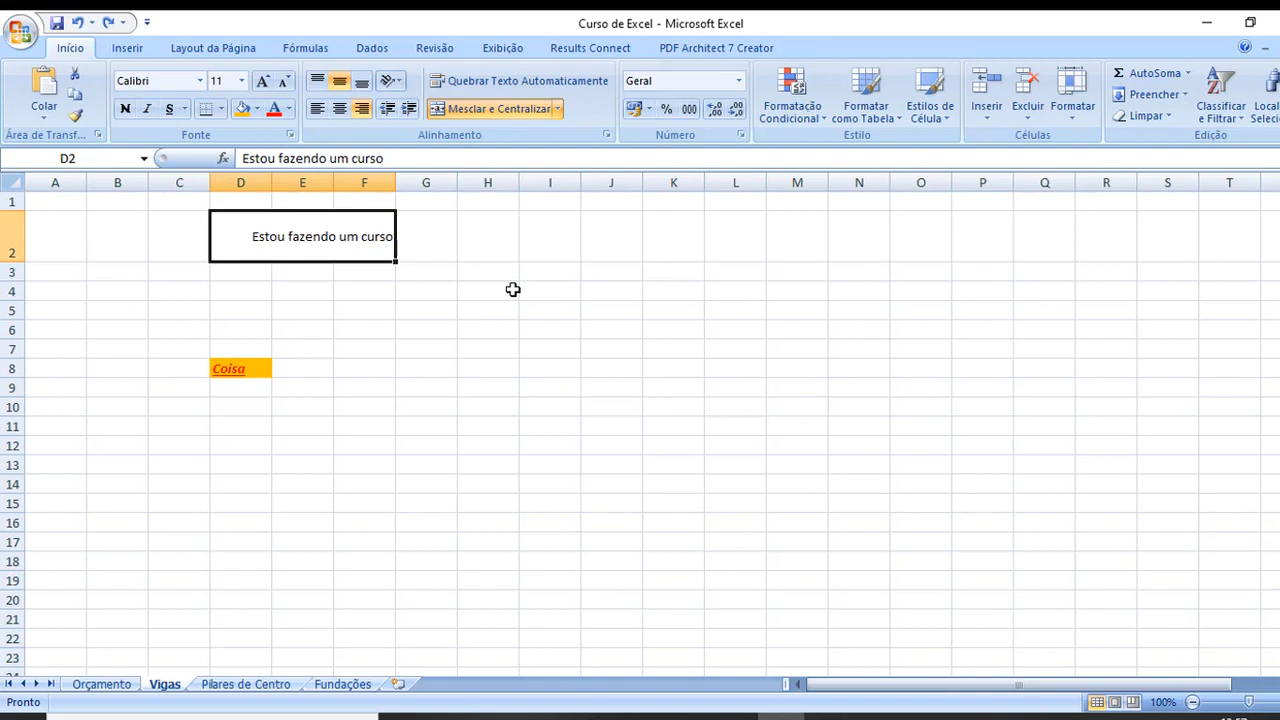 Curso de Excel - Microsoft Excel
Início Inserir Layout da Página Fórmulas Dados Revisão Exibição Results Connect PDF Architect 7 Creator
Colar
Área de Transf...
Calibri 11
N I S
Fonte
Quebrar Texto Automaticamente
Mesclar e Centralizar
Alinhamento
Geral
% 000
Número
Formatação Condicional
Formatar como Tabela
Estilos de Célula
Estilo
Inserir Excluir Formatar
Células
AutoSoma
Preencher
Limpar
Classificar e Filtrar
Edição
D2 fx Estou fazendo um curso
A B C D E F G H I J K L M N O P Q R S T
1
2 Estou fazendo um curso
3
4
5
6
7
8 Coisa
9
10
11
12
13
14
15
16
17
18
19
20
21
22
23
Orçamento Vigas Pilares de Centro Fundações
Pronto 100%